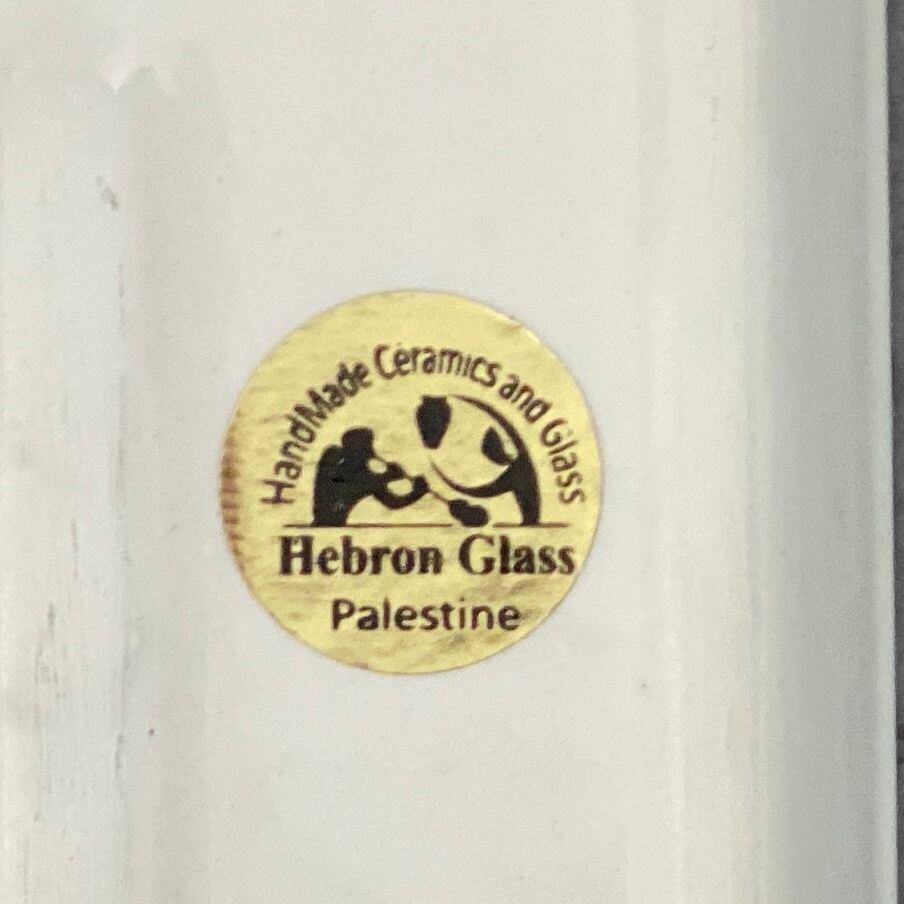 HandMade Ceramics and Glass
Hebron Glass
Palestine